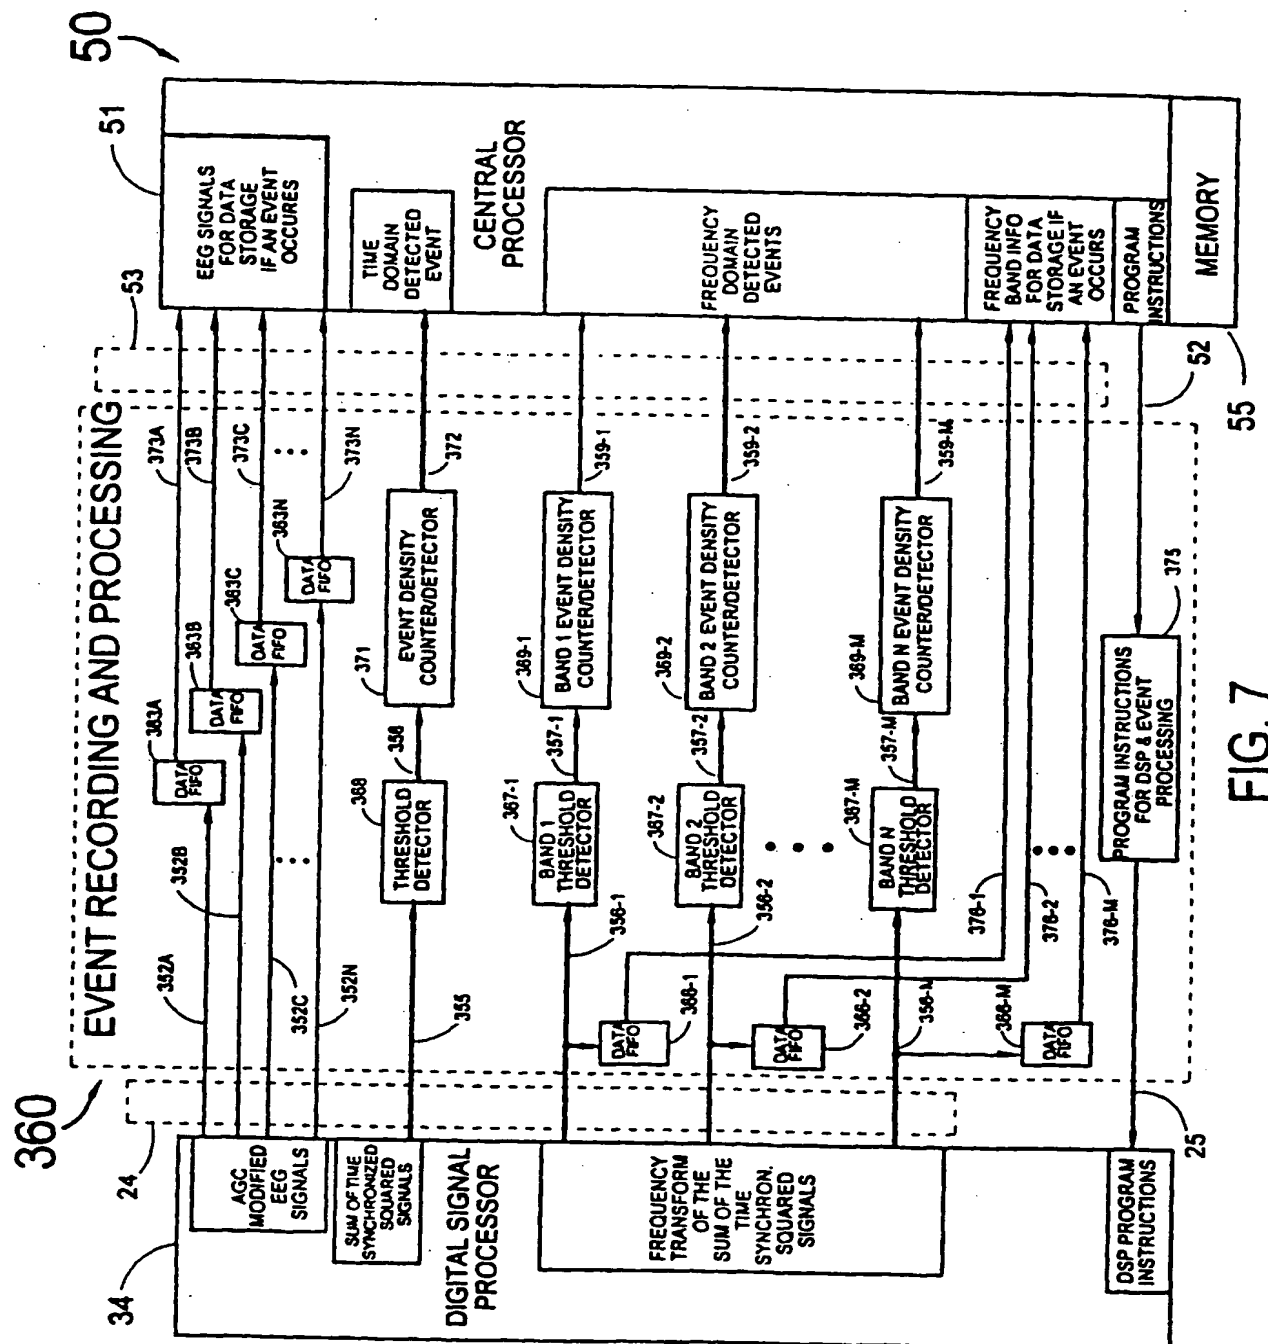 360
EVENT RECORDING AND PROCESSING
50
34
24
53
51
DIGITAL SIGNAL
PROCESSOR
AGC
MODIFIED
EEG
SIGNALS
SUM OF TIME
SYNCHRONIZED
SQUARED
SIGNALS
FREQUENCY
TRANSFORM
OF THE
SUM OF THE
TIME
SYNCHRON.
SQUARED
SIGNALS
DSP PROGRAM
INSTRUCTIONS
25
352A
352B
352C
352N
355
356-1
356-2
356-M
363A
DATA
FIFO
363B
DATA
FIFO
363C
DATA
FIFO
363N
DATA
FIFO
373A
373B
373C
373N
368
THRESHOLD
DETECTOR
358
371
EVENT DENSITY
COUNTER/DETECTOR
372
367-1
BAND 1
THRESHOLD
DETECTOR
357-1
369-1
BAND 1 EVENT DENSITY
COUNTER/DETECTOR
359-1
367-2
BAND 2
THRESHOLD
DETECTOR
357-2
369-2
BAND 2 EVENT DENSITY
COUNTER/DETECTOR
359-2
367-M
BAND N
THRESHOLD
DETECTOR
357-M
369-M
BAND N EVENT DENSITY
COUNTER/DETECTOR
359-M
DATA
FIFO
366-1
DATA
FIFO
366-2
366-M
DATA
FIFO
376-1
376-2
376-M
PROGRAM INSTRUCTIONS
FOR DSP & EVENT
PROCESSING
375
52
EEG SIGNALS
FOR DATA
STORAGE
IF AN EVENT
OCCURES
TIME
DOMAIN
DETECTED
EVENT
CENTRAL
PROCESSOR
FREQUENCY
DOMAIN
DETECTED
EVENTS
FREQUENCY
BAND INFO
FOR DATA
STORAGE IF
AN EVENT
OCCURS
PROGRAM
INSTRUCTIONS
MEMORY
55
FIG. 7